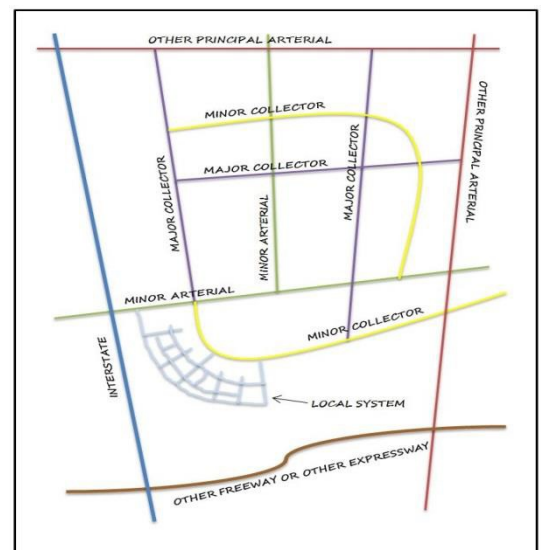 OTHER PRINCIPAL ARTERIAL
MINOR COLLECTOR
OTHER PRINCIPAL ARTERIAL
MAJOR COLLECTOR
MAJOR COLLECTOR
MAJOR COLLECTOR
MINOR ARTERIAL
MINOR ARTERIAL
MINOR COLLECTOR
INTERSTATE
LOCAL SYSTEM
OTHER FREEWAY OR OTHER EXPRESSWAY